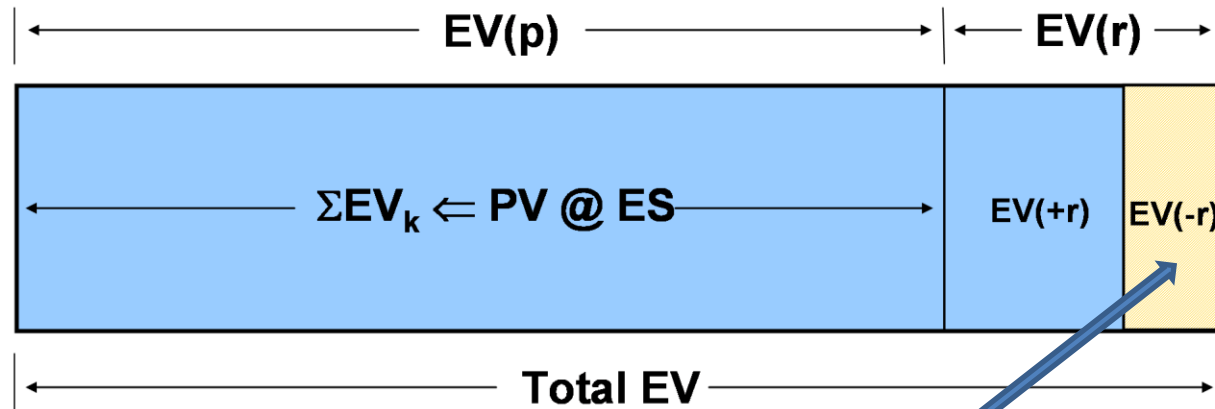 EV(p) EV(r)
ΣEVk ⇐ PV @ ES EV(+r) EV(-r)
Total EV